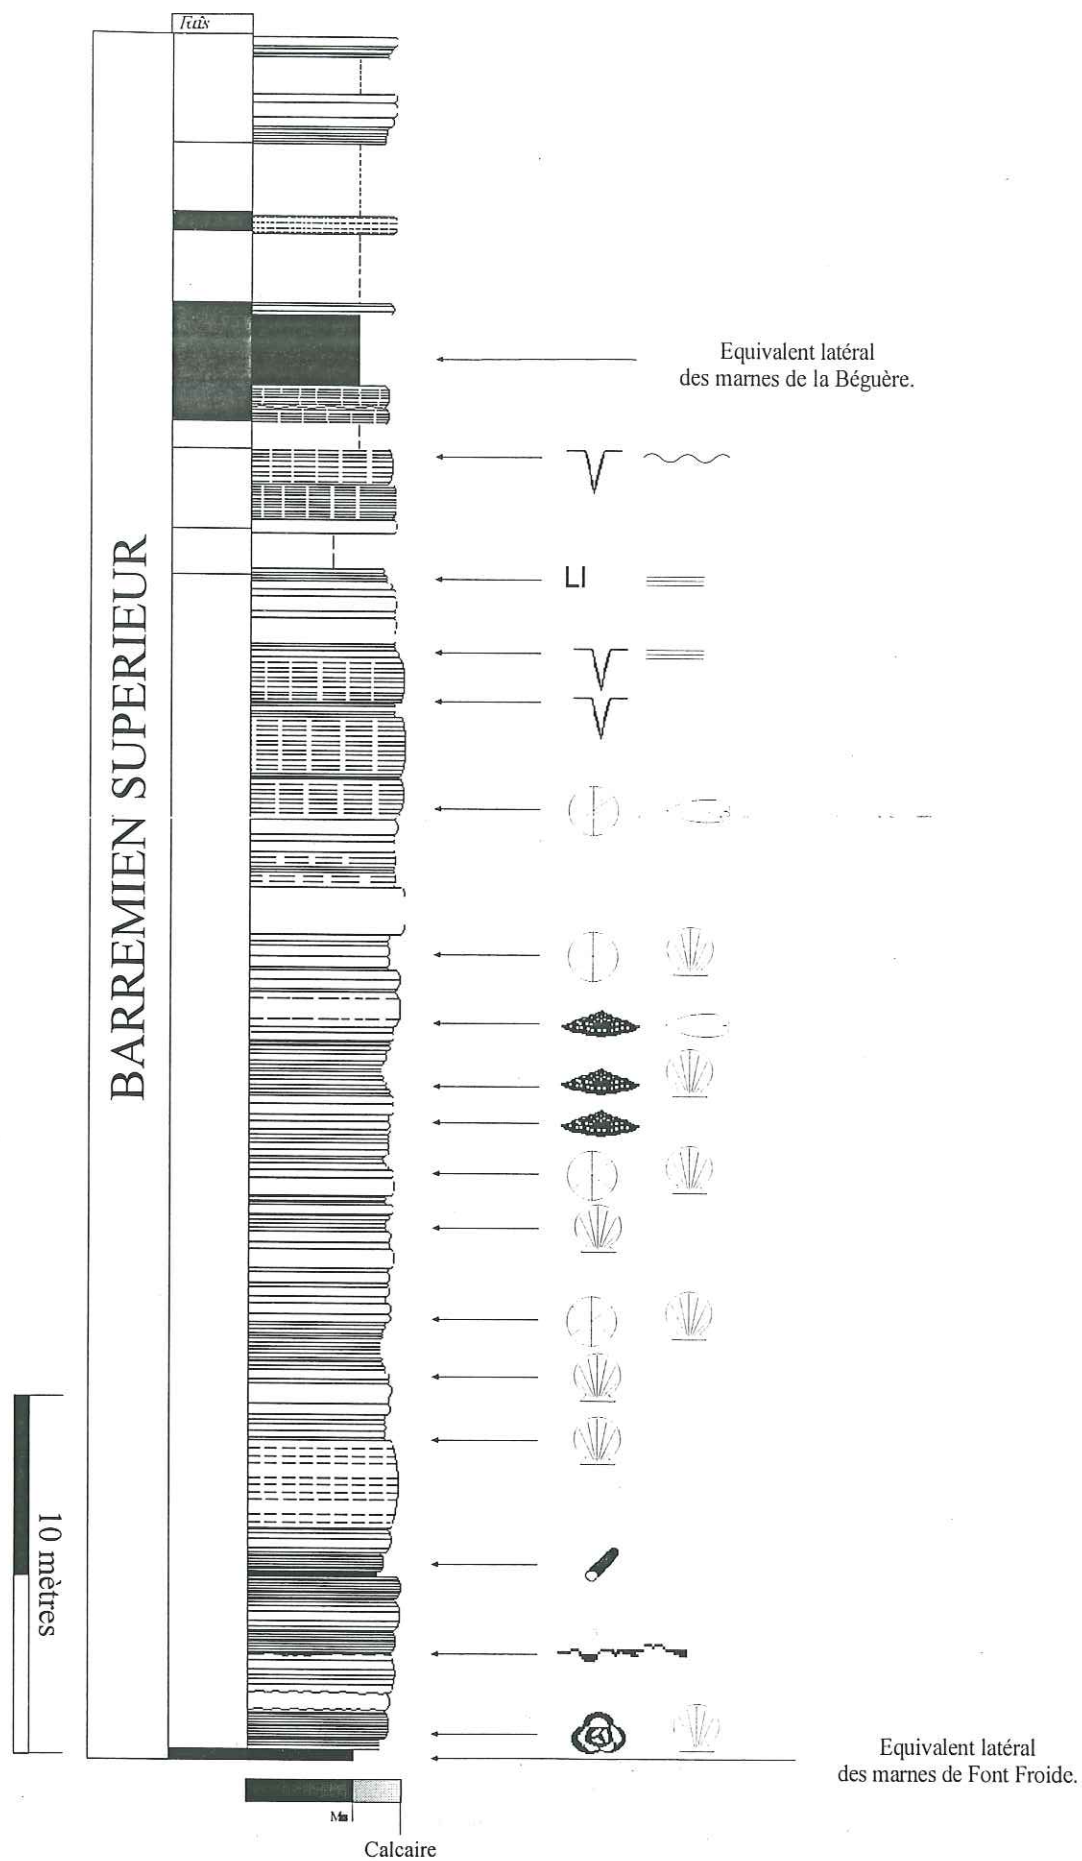 Equivalent latéral
des marnes de la Béguère.
BARREMIEN SUPERIEUR
LI
10 mètres
Equivalent latéral
des marnes de Font Froide.
Calcaire